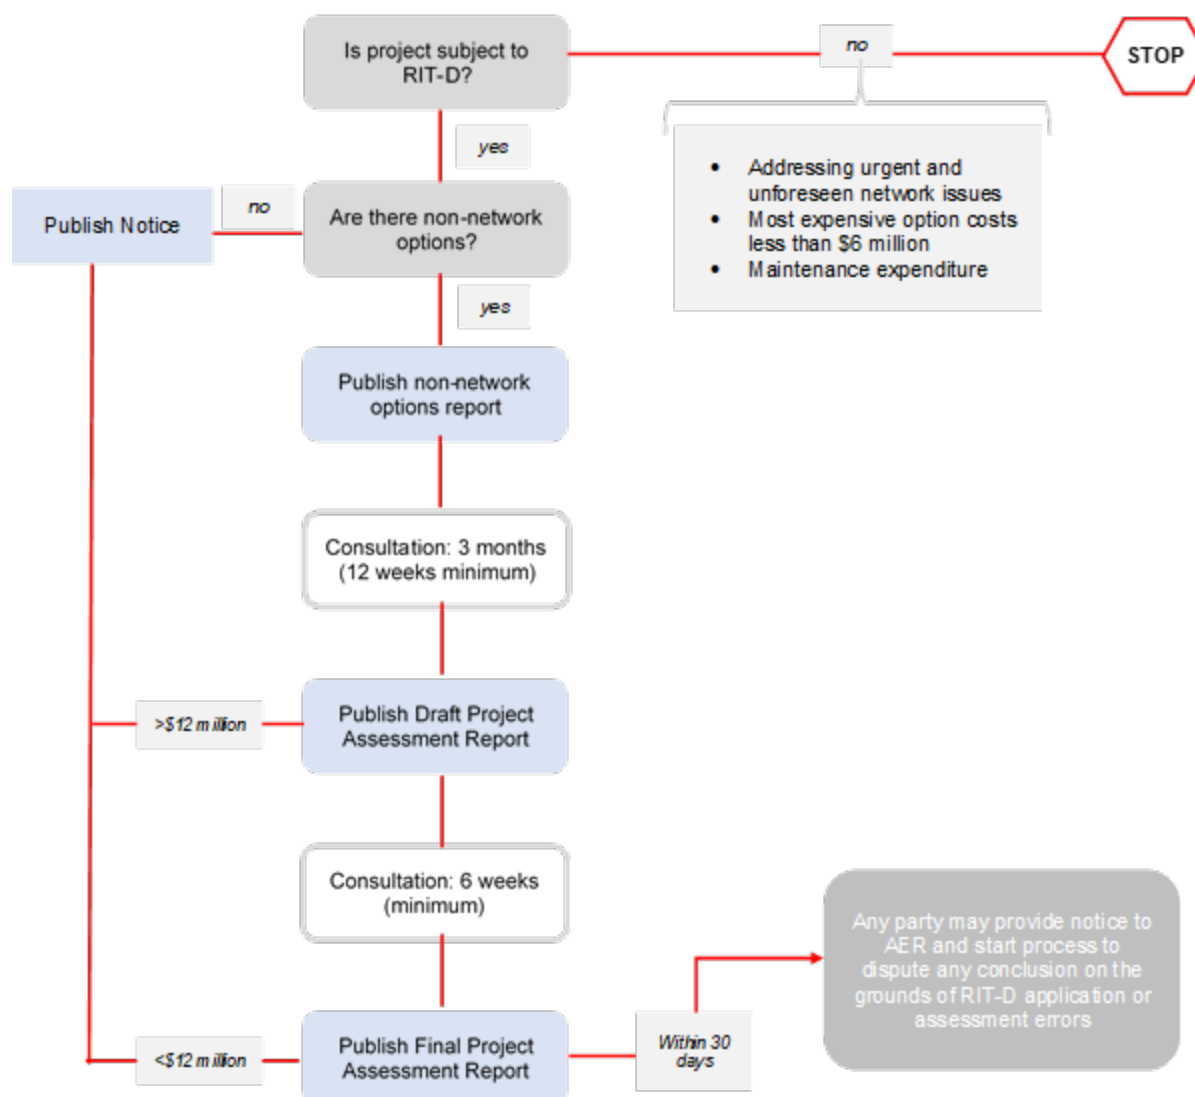 Is project subject to
RIT-D?
no
STOP
yes
• Addressing urgent and
unforeseen network issues
• Most expensive option costs
less than $6 million
• Maintenance expenditure
Publish Notice
no
Are there non-network
options?
yes
Publish non-network
options report
Consultation: 3 months
(12 weeks minimum)
>$12 million
Publish Draft Project
Assessment Report
Consultation: 6 weeks
(minimum)
Any party may provide notice to
AER and start process to
dispute any conclusion on the
grounds of RIT-D application or
assessment errors
<$12 million
Publish Final Project
Assessment Report
Within 30
days